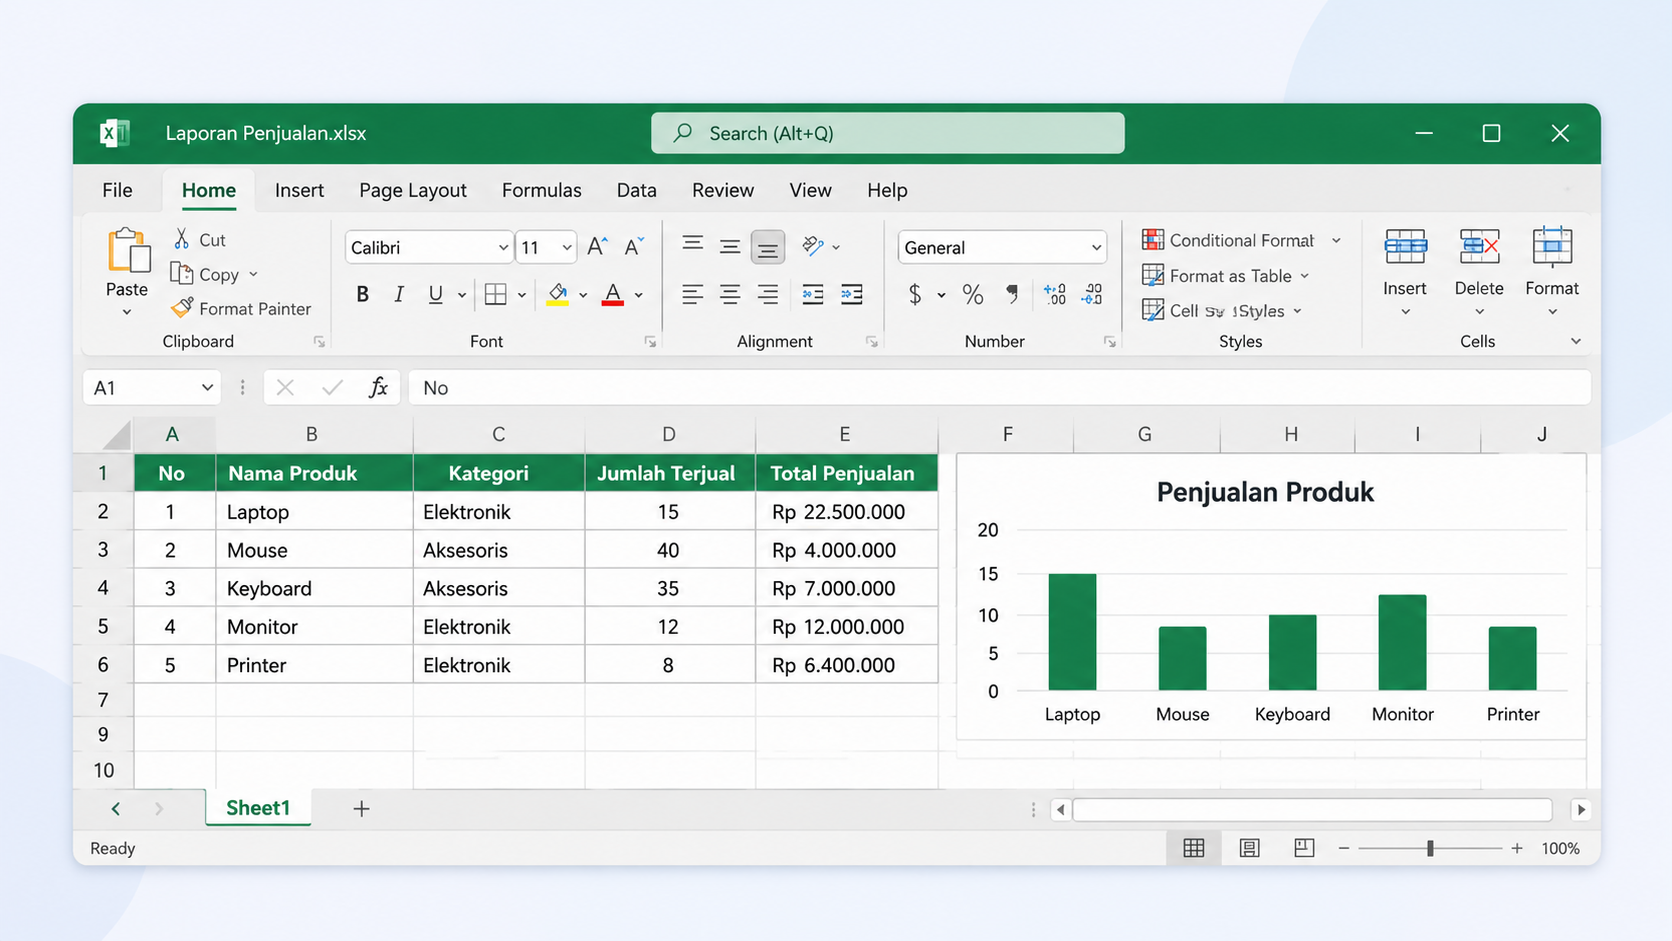 Laporan Penjualan.xlsx
Search (Alt+Q)
File Home Insert Page Layout Formulas Data Review View Help
Paste
Cut
Copy
Format Painter
Clipboard
Calibri 11
B I U A
Font
Alignment
General
$ % .00 .00
Number
Conditional Format
Format as Table
Cell Styles
Styles
Insert Delete Format
Cells
A1 fx No
A B C D E F G H I J
1 No Nama Produk Kategori Jumlah Terjual Total Penjualan
2 1 Laptop Elektronik 15 Rp 22.500.000
3 2 Mouse Aksesoris 40 Rp 4.000.000
4 3 Keyboard Aksesoris 35 Rp 7.000.000
5 4 Monitor Elektronik 12 Rp 12.000.000
6 5 Printer Elektronik 8 Rp 6.400.000
7
9
10
Penjualan Produk
20
15
10
5
0
Laptop Mouse Keyboard Monitor Printer
Sheet1
Ready
100%